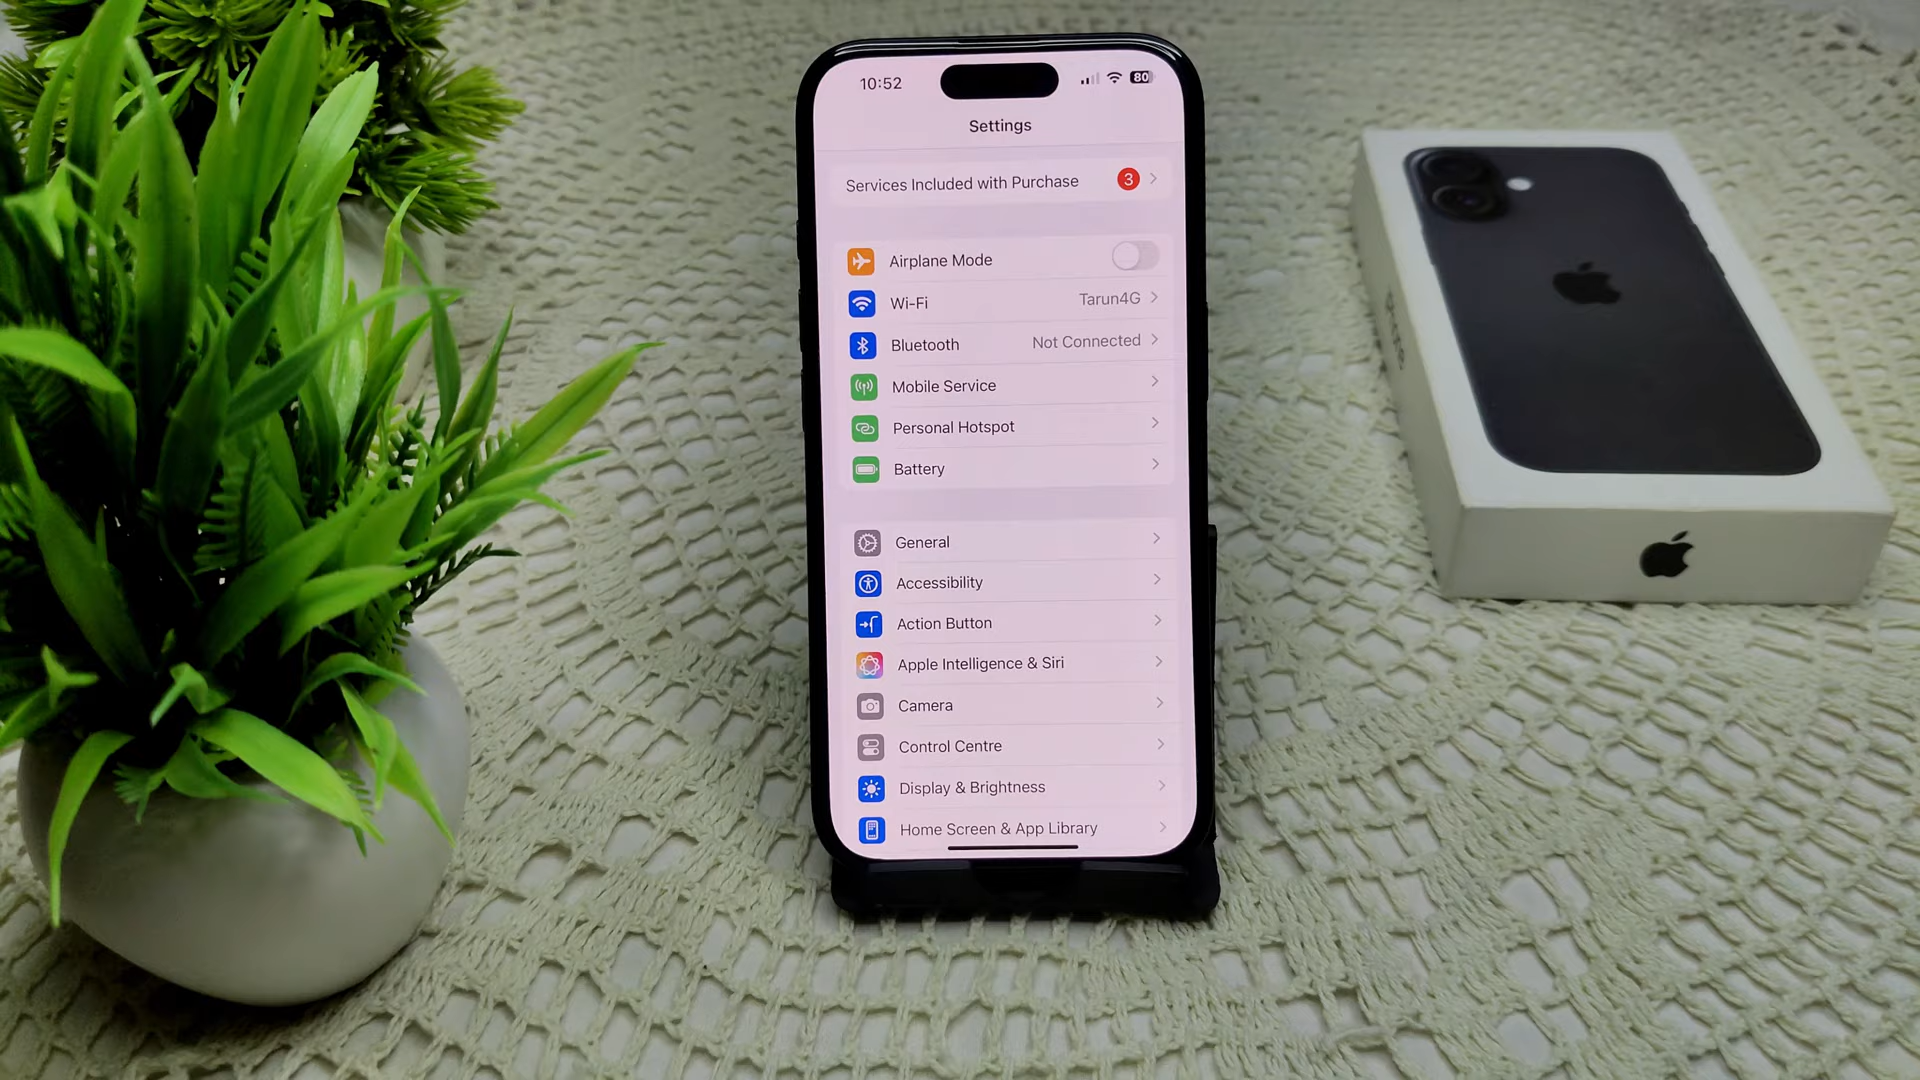 10:52
80
Settings
Services Included with Purchase 3
Airplane Mode
Wi-Fi Tarun4G
Bluetooth Not Connected
Mobile Service
Personal Hotspot
Battery
General
Accessibility
Action Button
Apple Intelligence & Siri
Camera
Control Centre
Display & Brightness
Home Screen & App Library